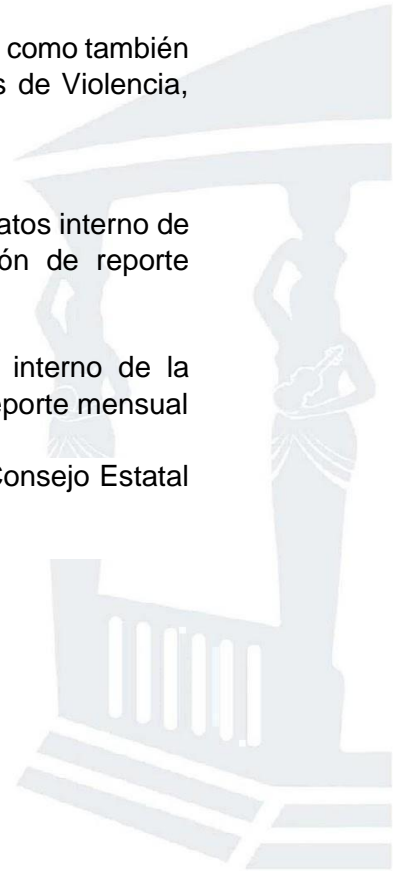 como también
s de Violencia,
atos interno de
ón de reporte
interno de la
eporte mensual
Consejo Estatal